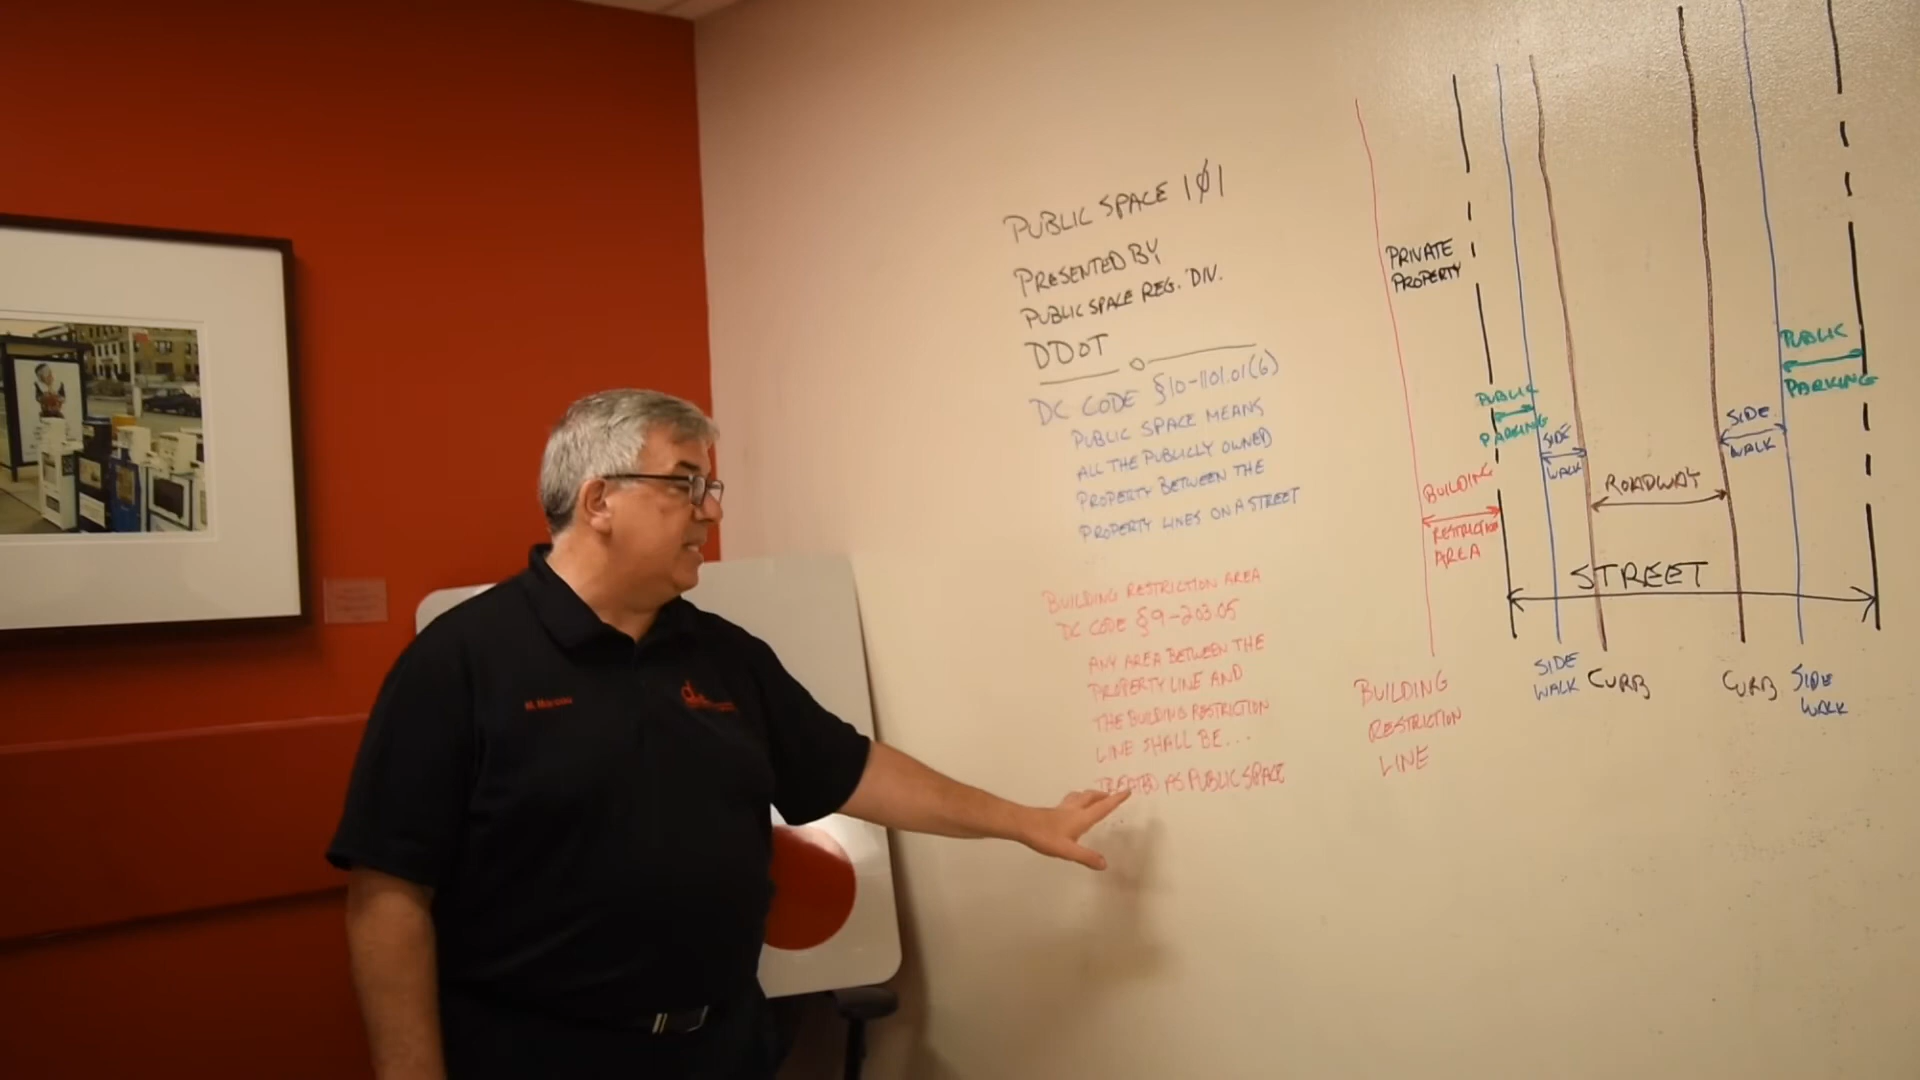 PUBLIC SPACE 101
PRESENTED BY
PUBLIC SPACE REG. DIV.
DDOT
DC CODE §10-1101.01(6)
PUBLIC SPACE MEANS
ALL THE PUBLICLY OWNED
PROPERTY BETWEEN THE
PROPERTY LINES ON A STREET
BUILDING RESTRICTION AREA
DC CODE §9-203.05
ANY AREA BETWEEN THE
PROPERTY LINE AND
THE BUILDING RESTRICTION
LINE SHALL BE...
TREATED AS PUBLIC SPACE
PRIVATE
PROPERTY
PUBLIC
PARKING
SIDE
WALK
BUILDING
RESTRICTION
AREA
ROADWAY
SIDE
WALK
PUBLIC
PARKING
STREET
BUILDING
RESTRICTION
LINE
SIDE
WALK
CURB
CURB
SIDE
WALK
d.